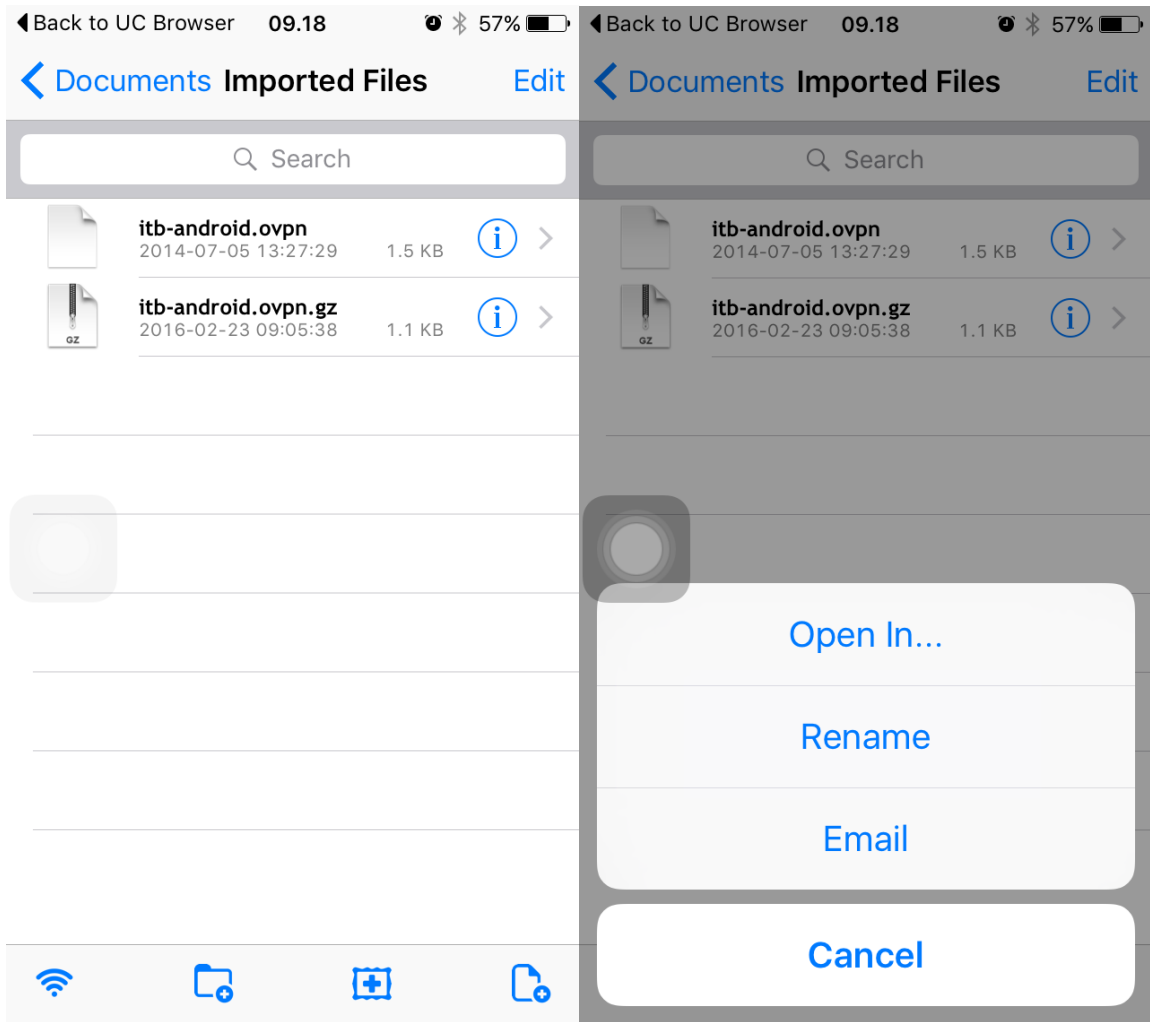 Back to UC Browser 09.18 57%
Documents Imported Files Edit
Search
itb-android.ovpn
2014-07-05 13:27:29 1.5 KB
itb-android.ovpn.gz
2016-02-23 09:05:38 1.1 KB
GZ
Back to UC Browser 09.18 57%
Documents Imported Files Edit
Search
itb-android.ovpn
2014-07-05 13:27:29 1.5 KB
itb-android.ovpn.gz
2016-02-23 09:05:38 1.1 KB
GZ
Open In...
Rename
Email
Cancel